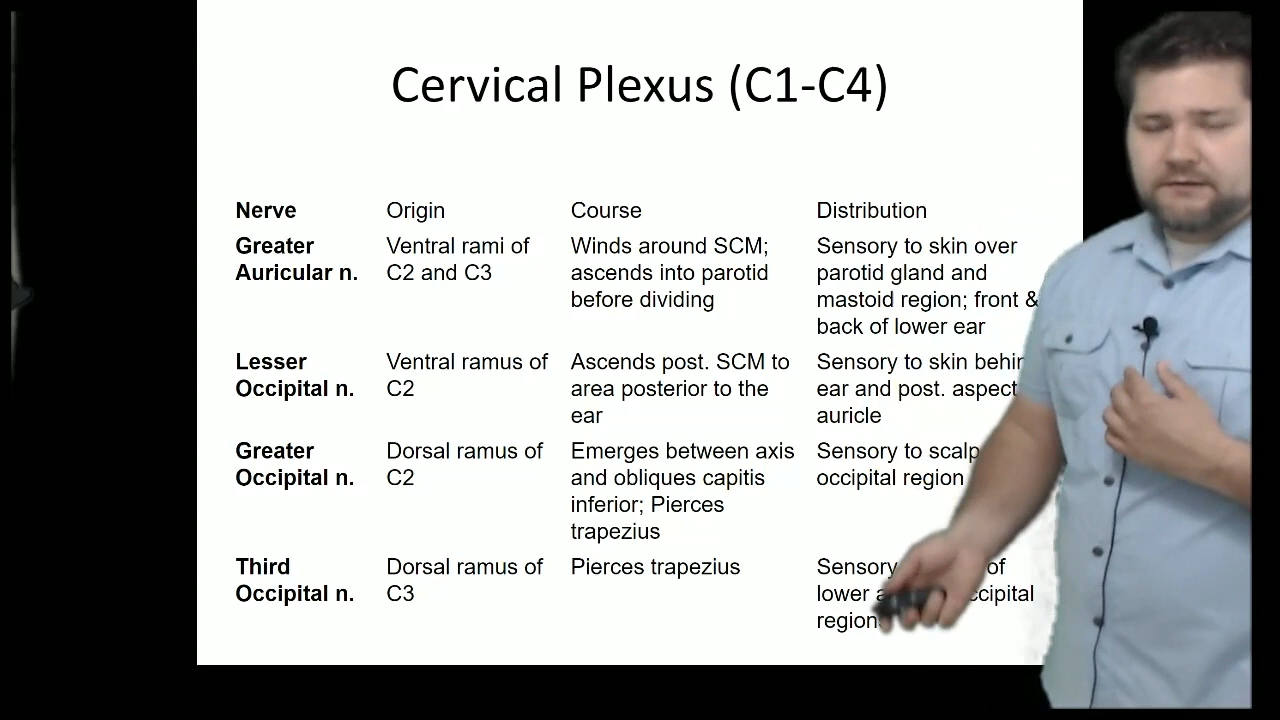 Cervical Plexus (C1-C4)
Nerve Origin Course Distribution
Greater Auricular n.
Ventral rami of C2 and C3
Winds around SCM;
ascends into parotid
before dividing
Sensory to skin over
parotid gland and
mastoid region; front &
back of lower ear
Lesser
Occipital n.
Ventral ramus of
C2
Ascends post. SCM to
area posterior to the
ear
Sensory to skin
ear and post. aspect
auricle
Greater
Occipital n.
Dorsal ramus of
C2
Emerges between axis
and obliques capitis
inferior; Pierces
trapezius
Sensory to scalp
occipital region
Third
Occipital n.
Dorsal ramus of
C3
Pierces trapezius
Sensory of
lower
region